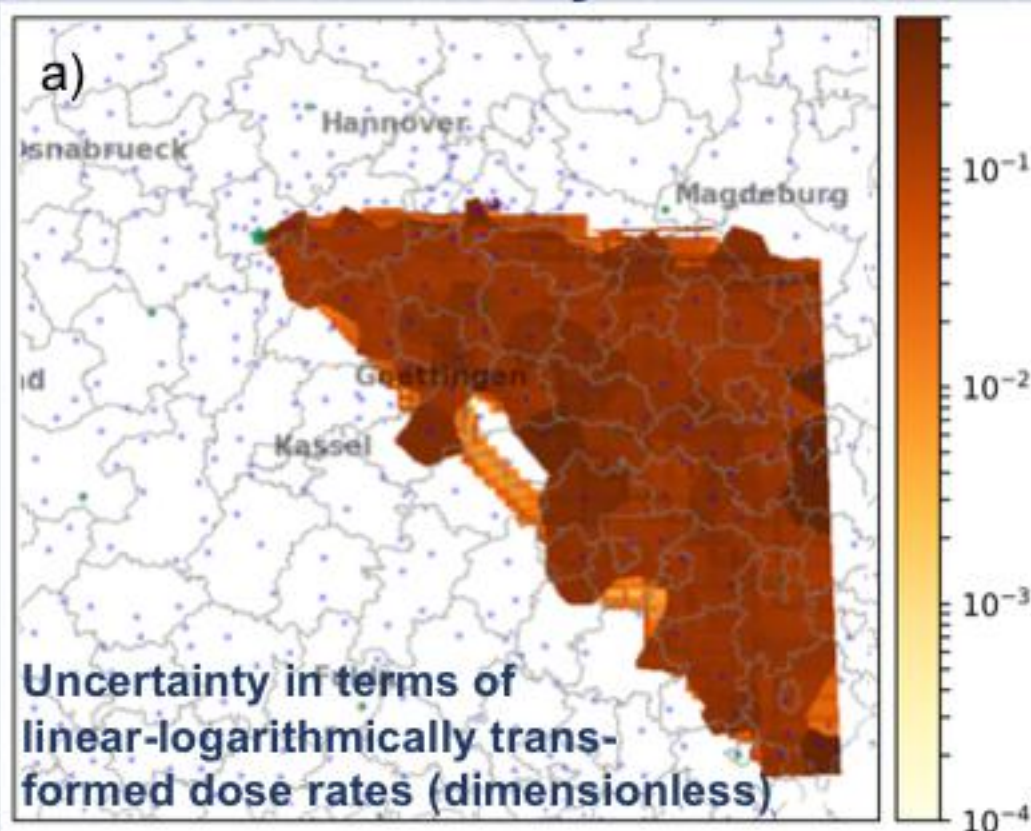 a)
Hannover
snabrueck
Magdeburg
10⁻¹
d
Goettingen
10⁻²
Kassel
10⁻³
Uncertainty in terms of
linear-logarithmically trans-
formed dose rates (dimensionless)
10⁻⁴